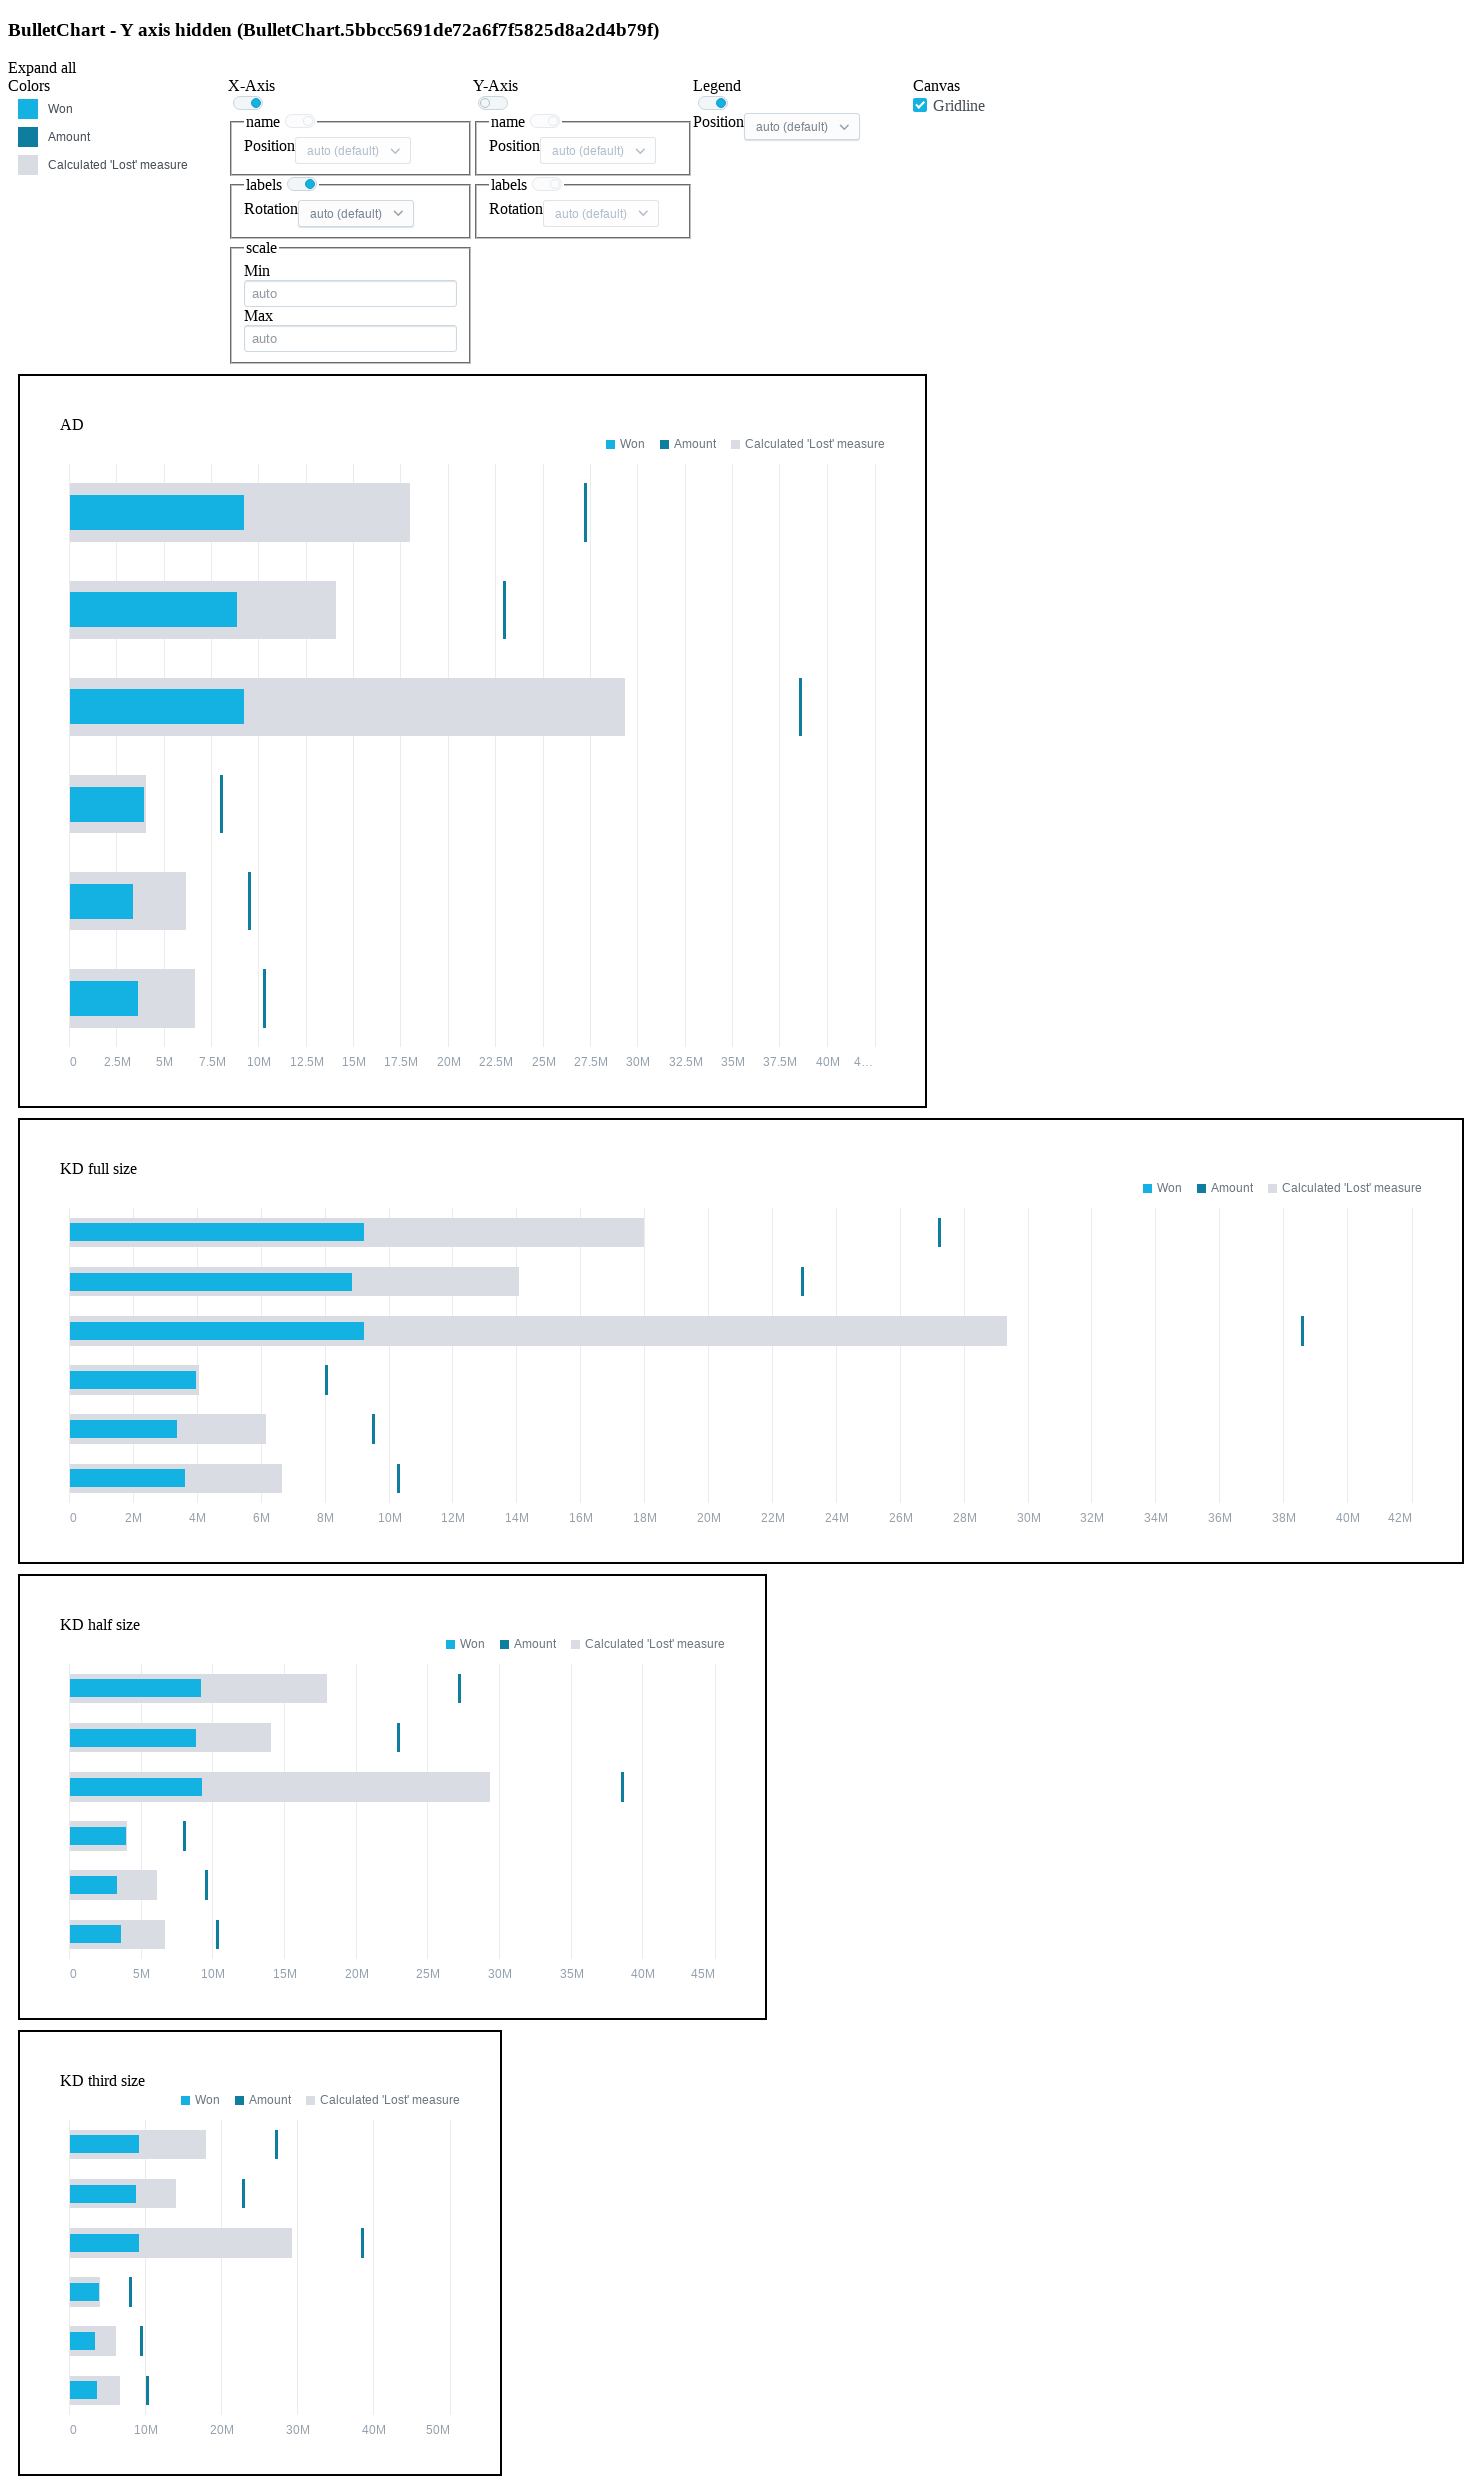 BulletChart - Y axis hidden (BulletChart.5bbcc5691de72a6f7f5825d8a2d4b79f)
Expand all
Colors
Won
Amount
Calculated 'Lost' measure
X-Axis
name
Position auto (default)
labels
Rotation auto (default)
scale
Min
auto
Max
auto
Y-Axis
name
Position auto (default)
labels
Rotation auto (default)
Legend
Position auto (default)
Canvas
Gridline
AD
Won Amount Calculated 'Lost' measure
0 2.5M 5M 7.5M 10M 12.5M 15M 17.5M 20M 22.5M 25M 27.5M 30M 32.5M 35M 37.5M 40M 4…
KD full size
Won Amount Calculated 'Lost' measure
0 2M 4M 6M 8M 10M 12M 14M 16M 18M 20M 22M 24M 26M 28M 30M 32M 34M 36M 38M 40M 42M
KD half size
Won Amount Calculated 'Lost' measure
0 5M 10M 15M 20M 25M 30M 35M 40M 45M
KD third size
Won Amount Calculated 'Lost' measure
0 10M 20M 30M 40M 50M